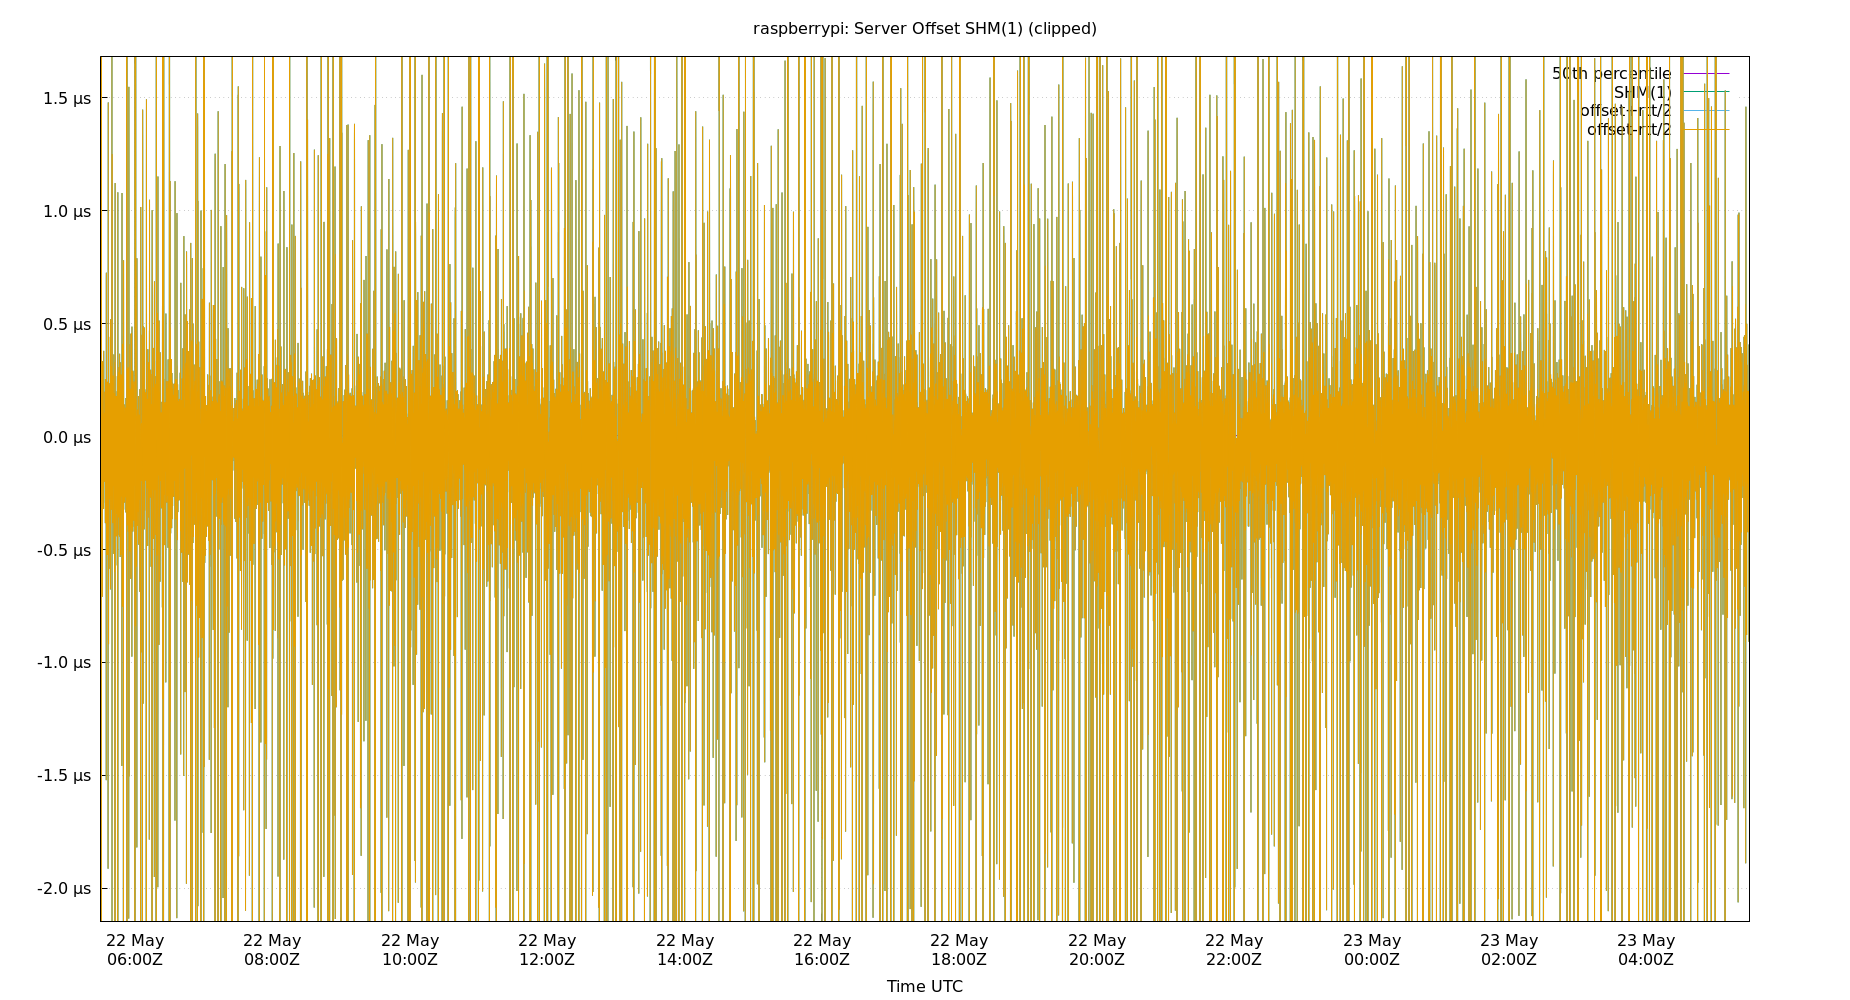 raspberrypi: Server Offset SHM(1) (clipped)
50th percentile
SHM(1)
offset+rtt/2
offset-rtt/2
1.5 µs
1.0 µs
0.5 µs
0.0 µs
-0.5 µs
-1.0 µs
-1.5 µs
-2.0 µs
22 May 22 May 22 May 22 May 22 May 22 May 22 May 22 May 22 May 23 May 23 May 23 May
06:00Z 08:00Z 10:00Z 12:00Z 14:00Z 16:00Z 18:00Z 20:00Z 22:00Z 00:00Z 02:00Z 04:00Z
Time UTC